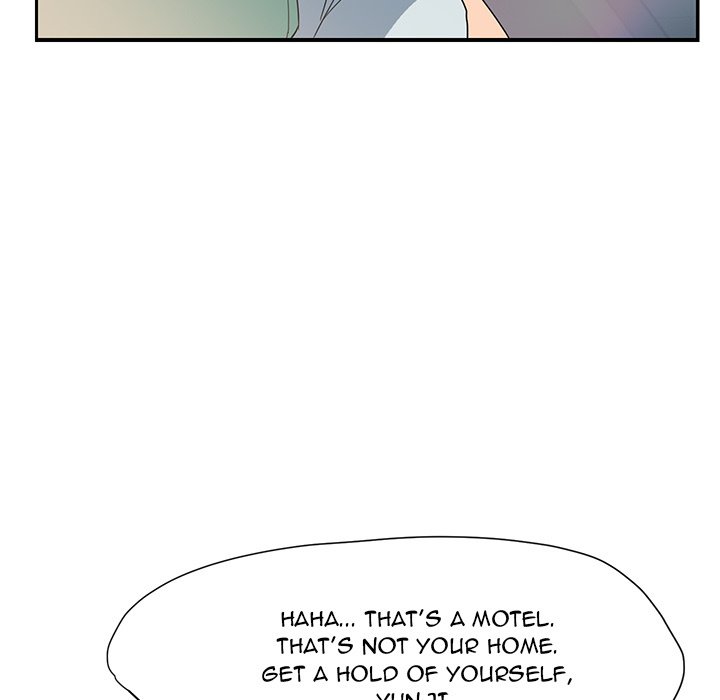 HAHA... THAT'S A MOTEL.
THAT'S NOT YOUR HOME.
GET A HOLD OF YOURSELF,